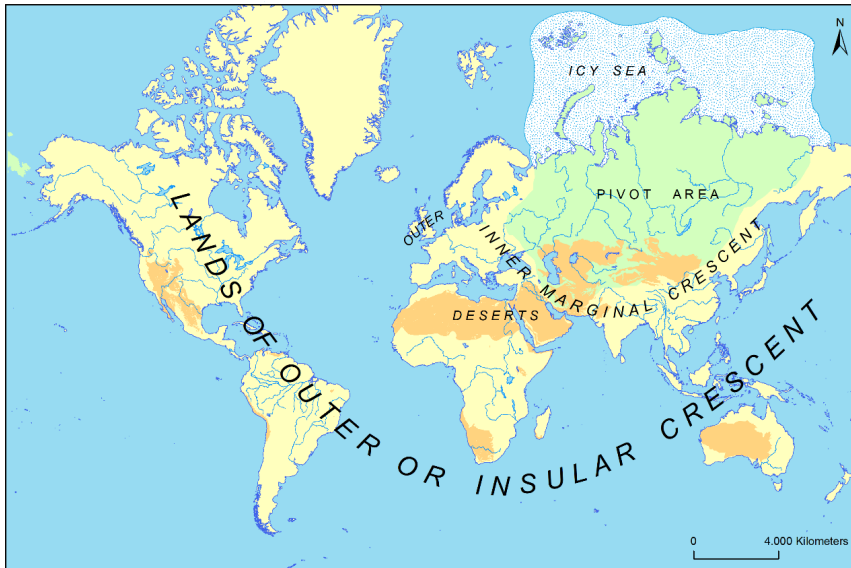 N
ICY SEA
PIVOT AREA
OUTER
INNER MARGINAL CRESCENT
DESERTS
LANDS OF OUTER OR INSULAR CRESCENT
0 4.000 Kilometers